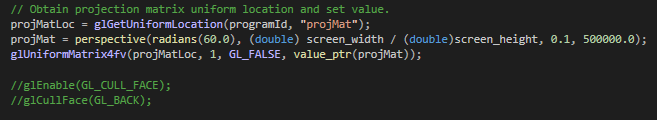 // Obtain projection matrix uniform location and set value.
projMatLoc = glGetUniformLocation(programId, "projMat");
projMat = perspective(radians(60.0), (double) screen_width / (double)screen_height, 0.1, 500000.0);
glUniformMatrix4fv(projMatLoc, 1, GL_FALSE, value_ptr(projMat));
//glEnable(GL_CULL_FACE);
//glCullFace(GL_BACK);